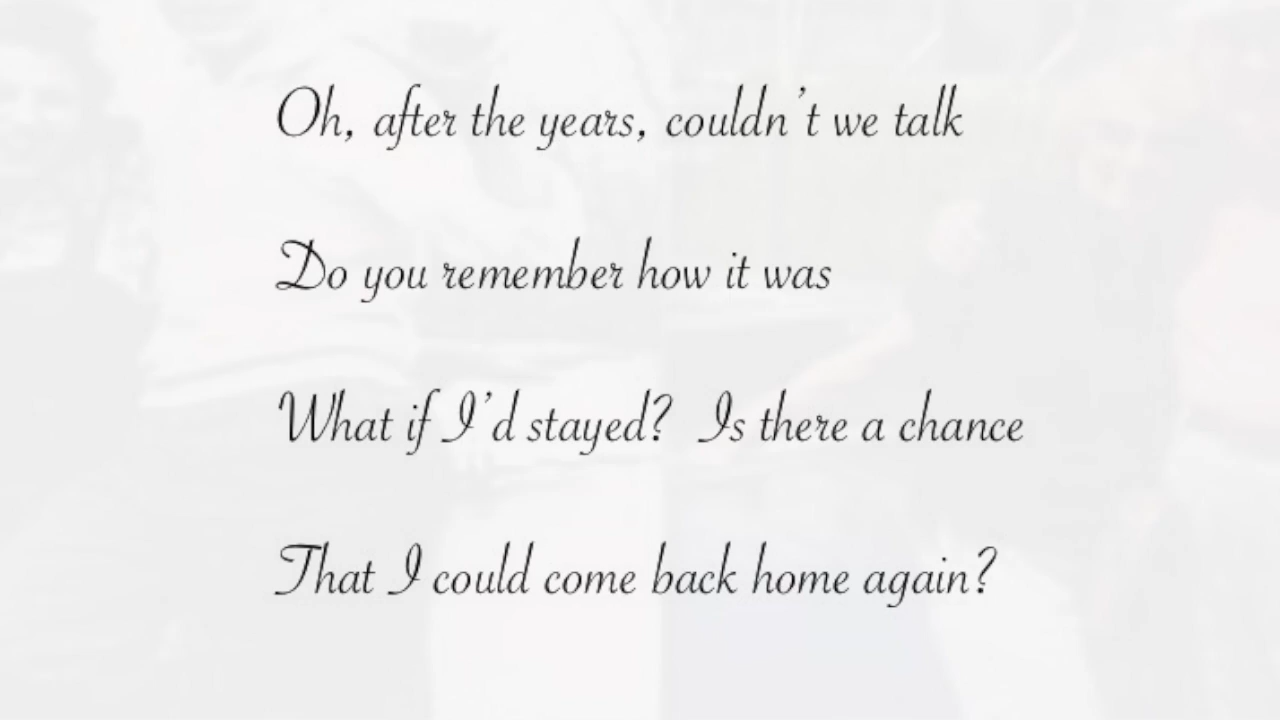 Oh, after the years, couldn't we talk
Do you remember how it was
What if I'd stayed?  Is there a chance
That I could come back home again?